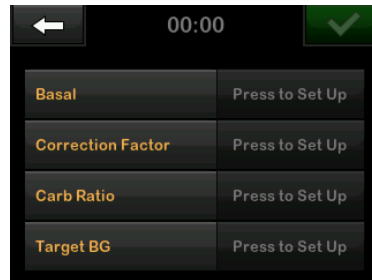 00:00
Basal Press to Set Up
Correction Factor Press to Set Up
Carb Ratio Press to Set Up
Target BG Press to Set Up